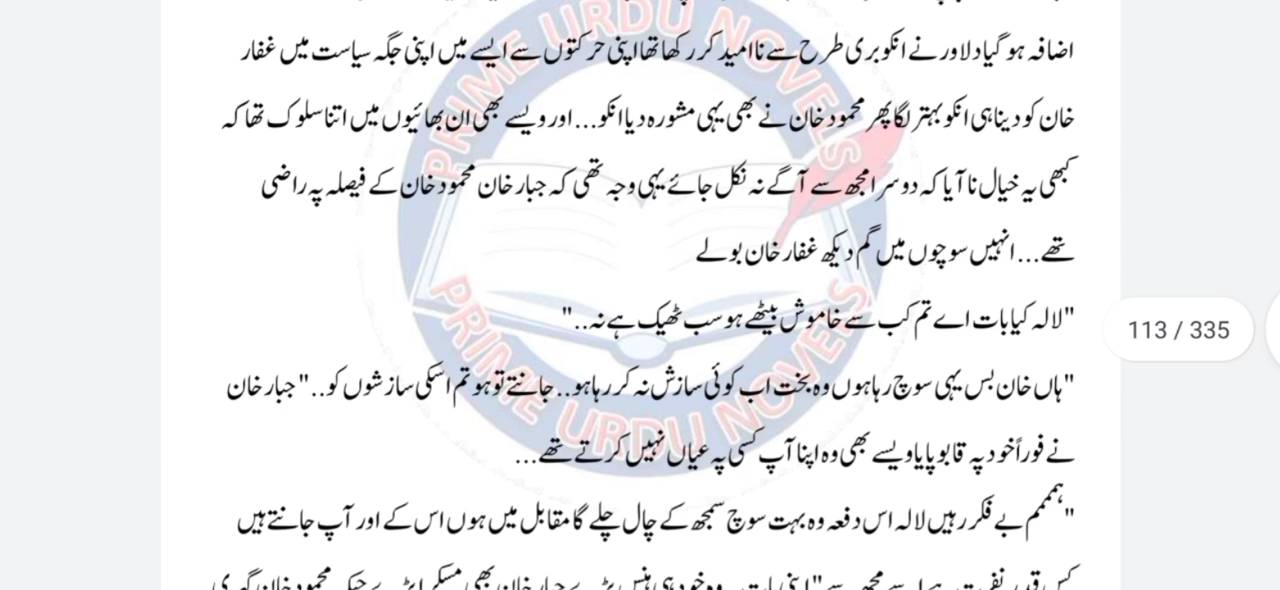 اضافہ ہو گیا دلاور نے انکو بری طرح سے نا امید کر رکھا تھا اپنی حرکتوں سے ایسے میں اپنی جگہ سیاست میں غفار
خان کو دینا ہی انکو بہتر لگا پھر محمود خان نے بھی یہی مشورہ دیا انکو... اور ویسے بھی ان بھائیوں میں اتنا سلوک تھا کہ
کبھی یہ خیال نا آیا کہ دوسرا مجھ سے آگے نہ نکل جائے یہی وجہ تھی کہ جبار خان محمود خان کے فیصلہ پہ راضی
تھے... انہیں سوچوں میں گم دیکھ غفار خان بولے
"لالہ کیا بات اے تم کب سے خاموش بیٹھے ہو سب ٹھیک ہے نہ.."
113 / 335
"ہاں خان بس یہی سوچ رہا ہوں وہ بخت اب کوئی سازش نہ کر رہا ہو.. جانتے تو ہو تم اسکی سازشوں کو.." جبار خان
نے فوراً خود پہ قابو پایا ویسے بھی وہ اپنا آپ کسی پہ عیاں نہیں کرتے تھے...
"ہمممم بے فکر رہیں لالہ اس دفعہ وہ بہت سوچ سمجھ کے چال چلے گا مقابل میں ہوں اس کے اور آپ جانتے ہیں
PRIME URDU NOVELS
PRIME URDU NOVELS